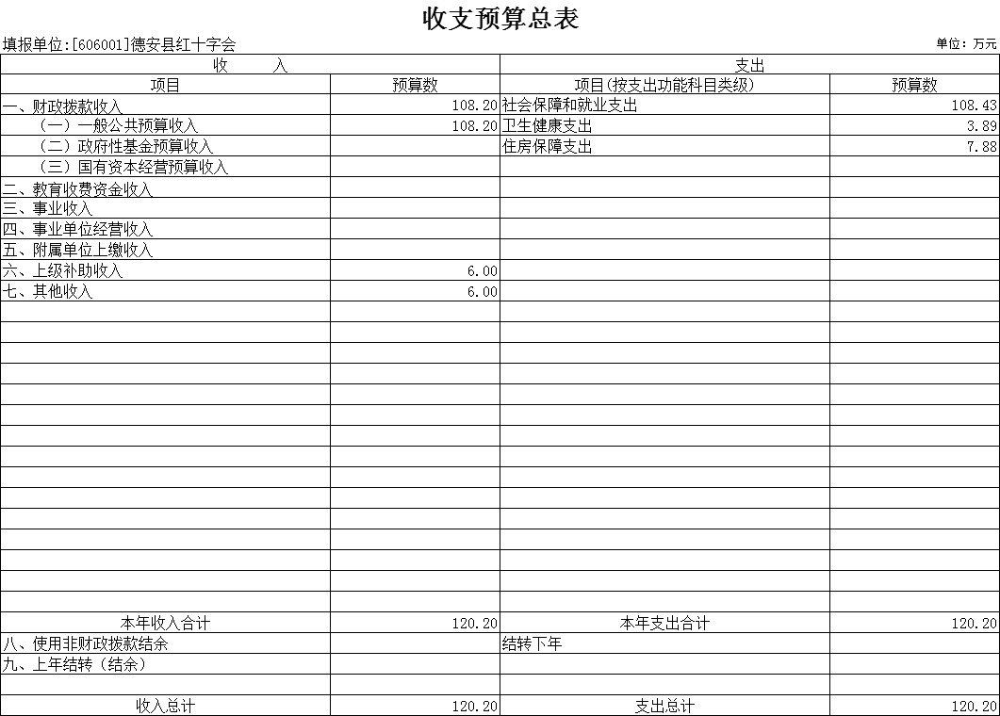 收支预算总表
填报单位:[606001]德安县红十字会 单位：万元
收 入 支出
项目 预算数 项目(按支出功能科目类级) 预算数
一、财政拨款收入 108.20 社会保障和就业支出 108.43
（一）一般公共预算收入 108.20 卫生健康支出 3.89
（二）政府性基金预算收入 住房保障支出 7.88
（三）国有资本经营预算收入
二、教育收费资金收入
三、事业收入
四、事业单位经营收入
五、附属单位上缴收入
六、上级补助收入 6.00
七、其他收入 6.00
本年收入合计 120.20 本年支出合计 120.20
八、使用非财政拨款结余 结转下年
九、上年结转（结余）
收入总计 120.20 支出总计 120.20